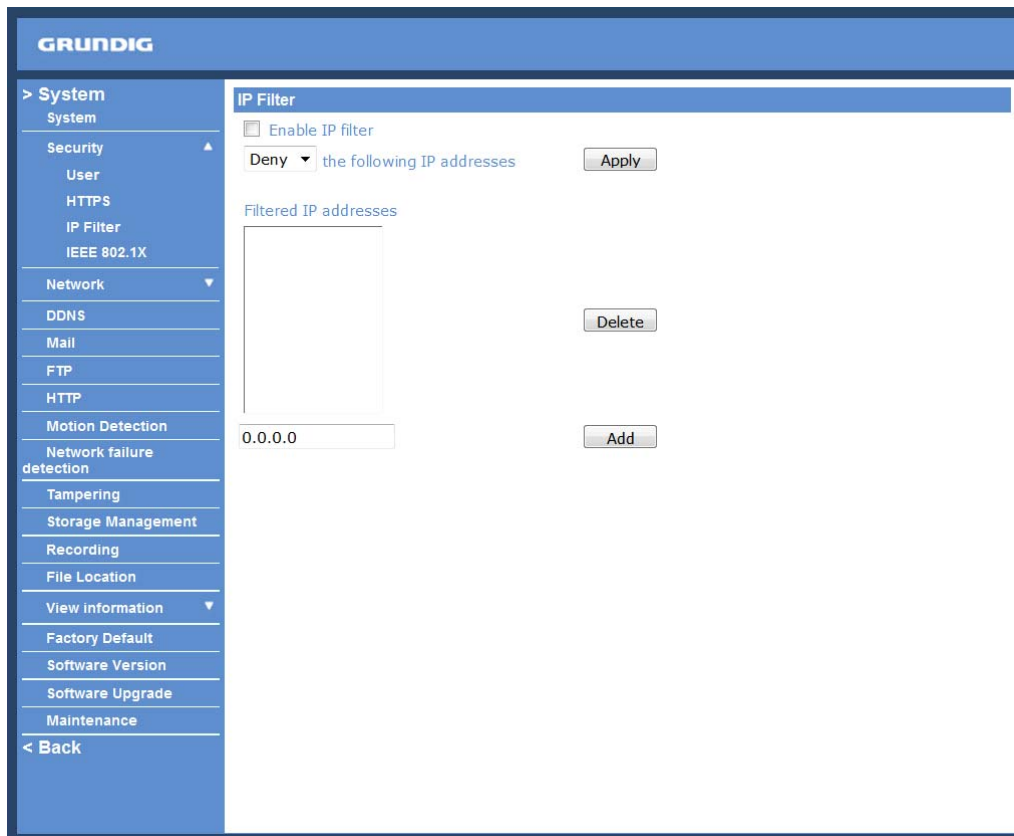 GRUNDIG
> System
System
Security
User
HTTPS
IP Filter
IEEE 802.1X
Network
DDNS
Mail
FTP
HTTP
Motion Detection
Network failure
detection
Tampering
Storage Management
Recording
File Location
View information
Factory Default
Software Version
Software Upgrade
Maintenance
< Back
IP Filter
Enable IP filter
Deny the following IP addresses Apply
Filtered IP addresses
Delete
0.0.0.0 Add